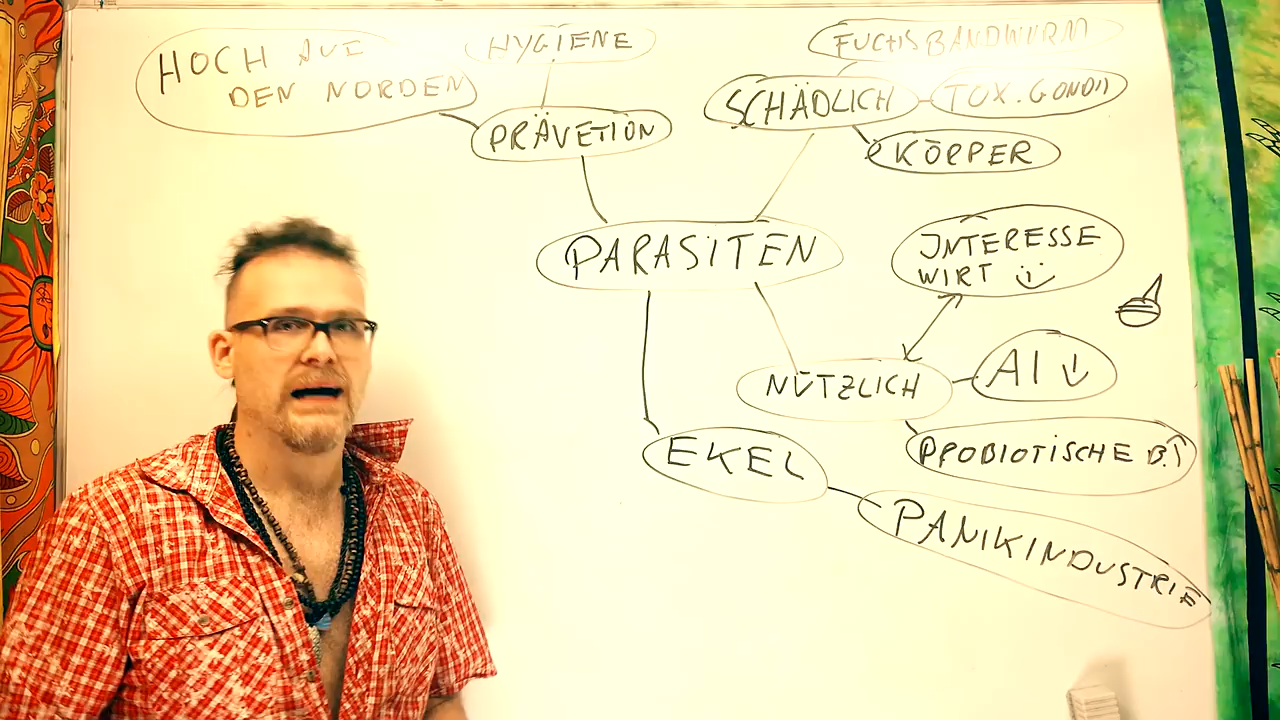 HOCH AUF
DEN NORDEN
HYGIENE
PRÄVETION
FUCHSBANDWURM
SCHÄDLICH
TOX. GONDII
KÖRPER
PARASITEN
INTERESSE
WIRT
NÜTZLICH
AI ↓
PROBIOTISCHE B.↑
EKEL
PANIKINDUSTRIE